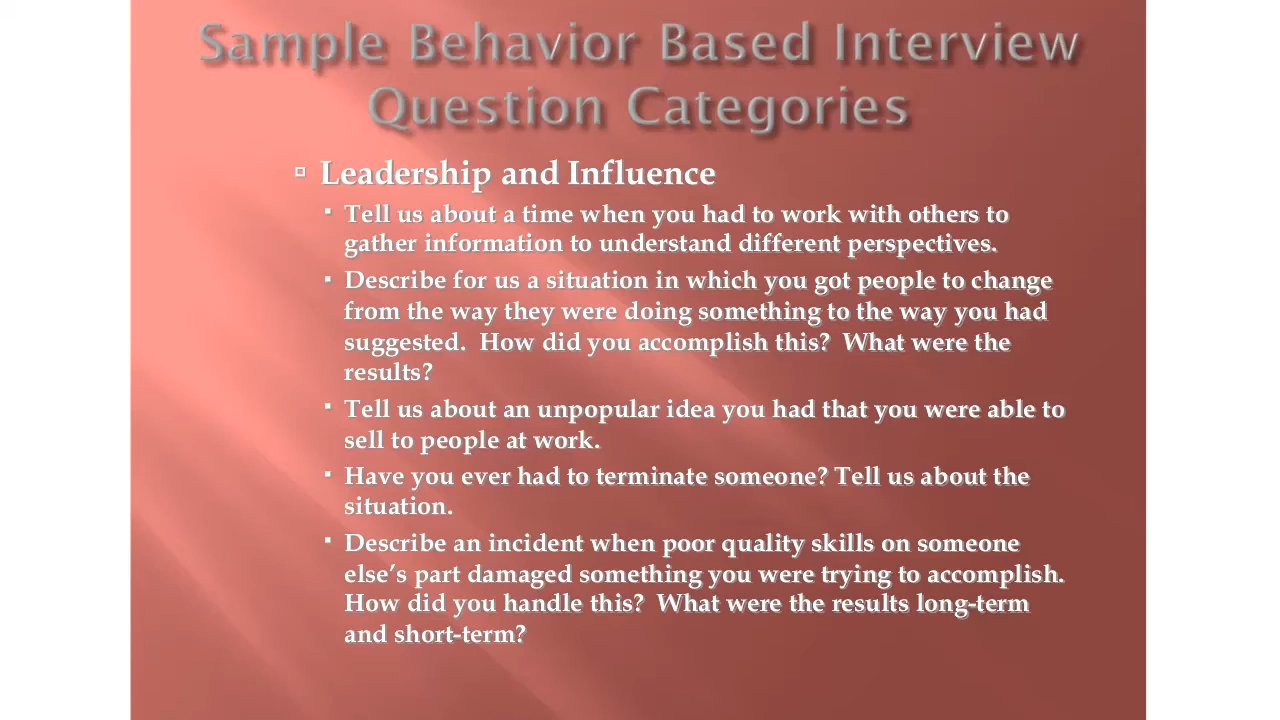 Sample Behavior Based Interview
Question Categories
Leadership and Influence
Tell us about a time when you had to work with others to
gather information to understand different perspectives.
Describe for us a situation in which you got people to change
from the way they were doing something to the way you had
suggested.  How did you accomplish this?  What were the
results?
Tell us about an unpopular idea you had that you were able to
sell to people at work.
Have you ever had to terminate someone? Tell us about the
situation.
Describe an incident when poor quality skills on someone
else’s part damaged something you were trying to accomplish.
How did you handle this?  What were the results long-term
and short-term?